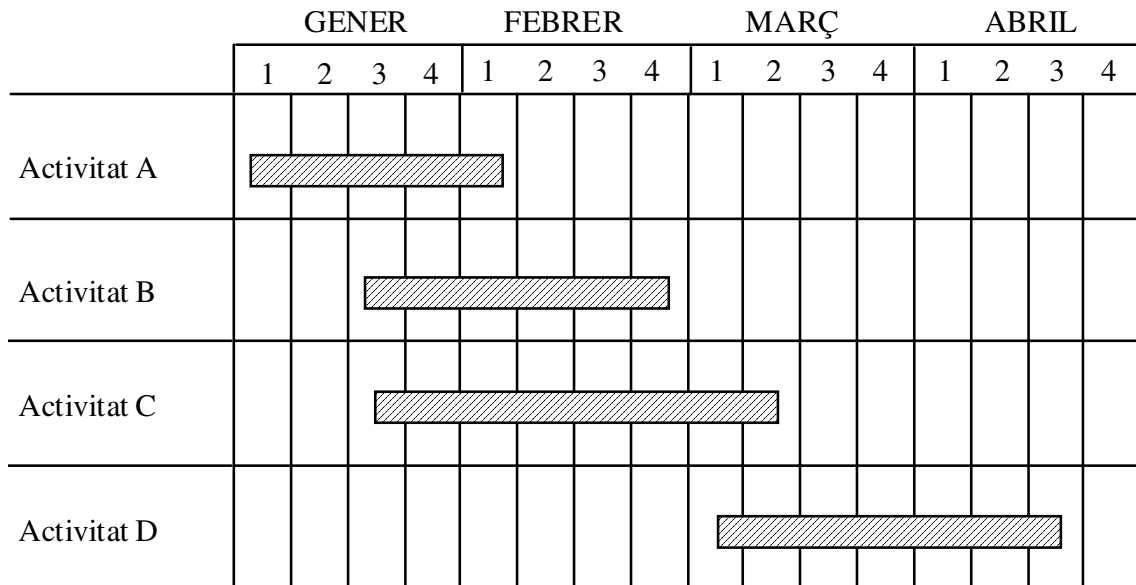 GENER FEBRER MARÇ ABRIL
1 2 3 4 1 2 3 4 1 2 3 4 1 2 3 4
Activitat A
Activitat B
Activitat C
Activitat D